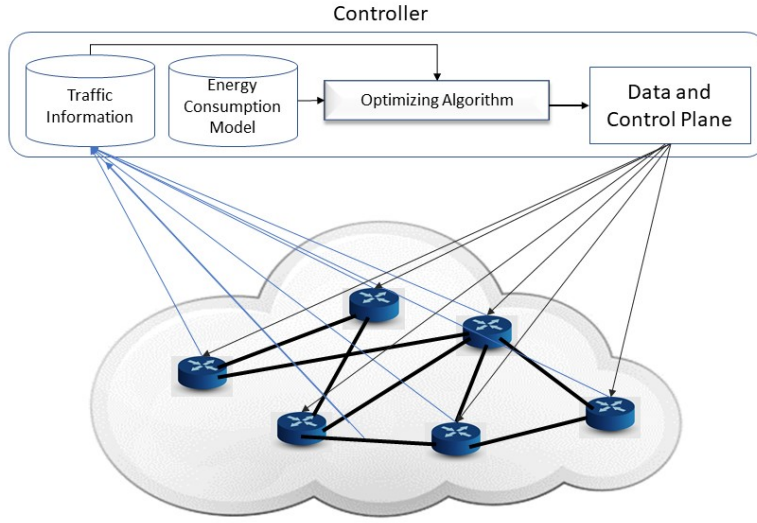 Controller
Traffic
Information
Energy
Consumption
Model
Optimizing Algorithm
Data and
Control Plane